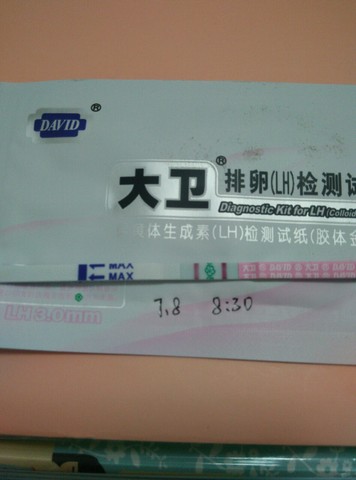 DAVID ®
大卫® 排卵(LH)检测试
Diagnostic Kit for LH (Colloid
体生成素(LH)检测试纸(胶体金
MAX
MAX
LH3.0mm
7.8 8:30